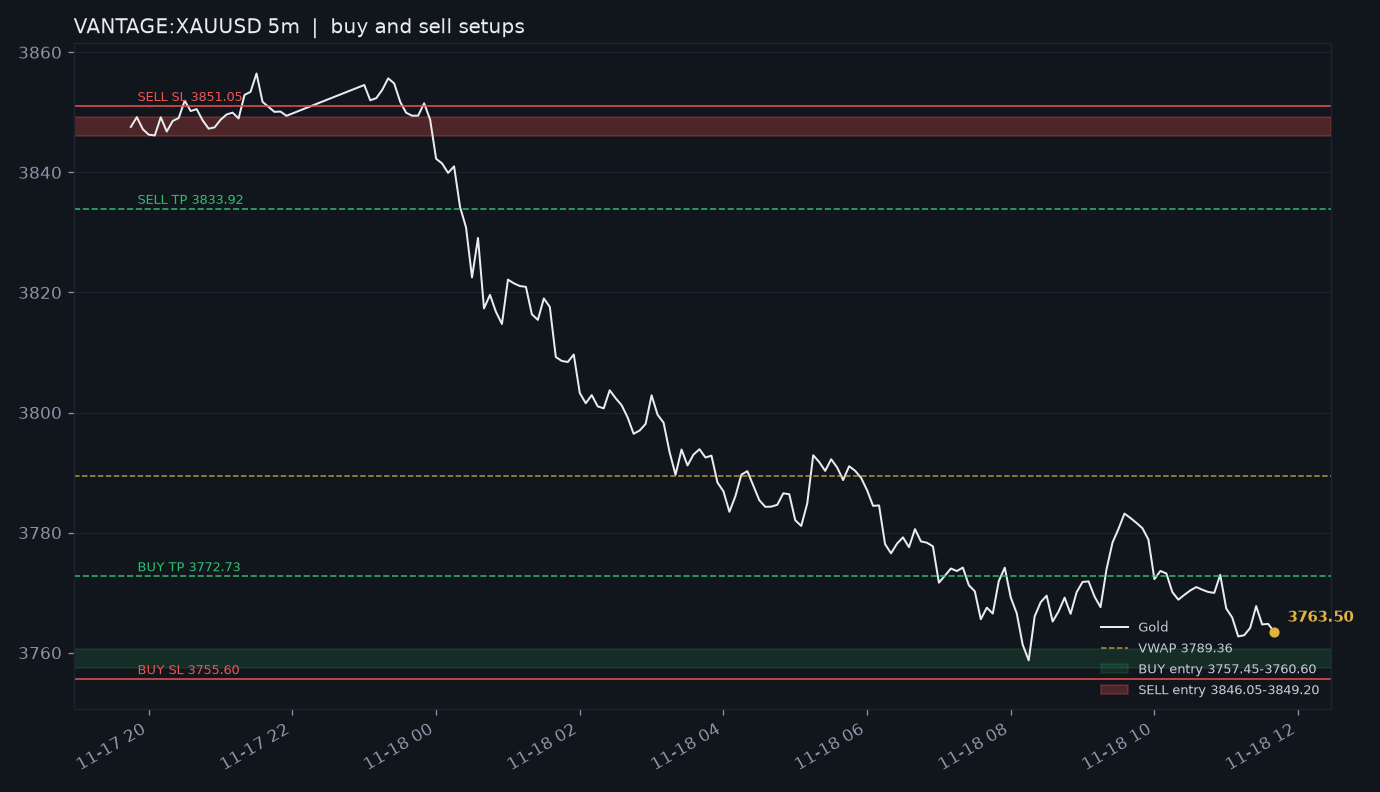 VANTAGE:XAUUSD 5m | buy and sell setups
3860
SELL SL 3851.05
3840
SELL TP 3833.92
3820
3800
3780
BUY TP 3772.73
3763.50
Gold
VWAP 3789.36
3760
BUY SL 3755.60
BUY entry 3757.45-3760.60
SELL entry 3846.05-3849.20
11-17 20
11-17 22
11-18 00
11-18 02
11-18 04
11-18 06
11-18 08
11-18 10
11-18 12